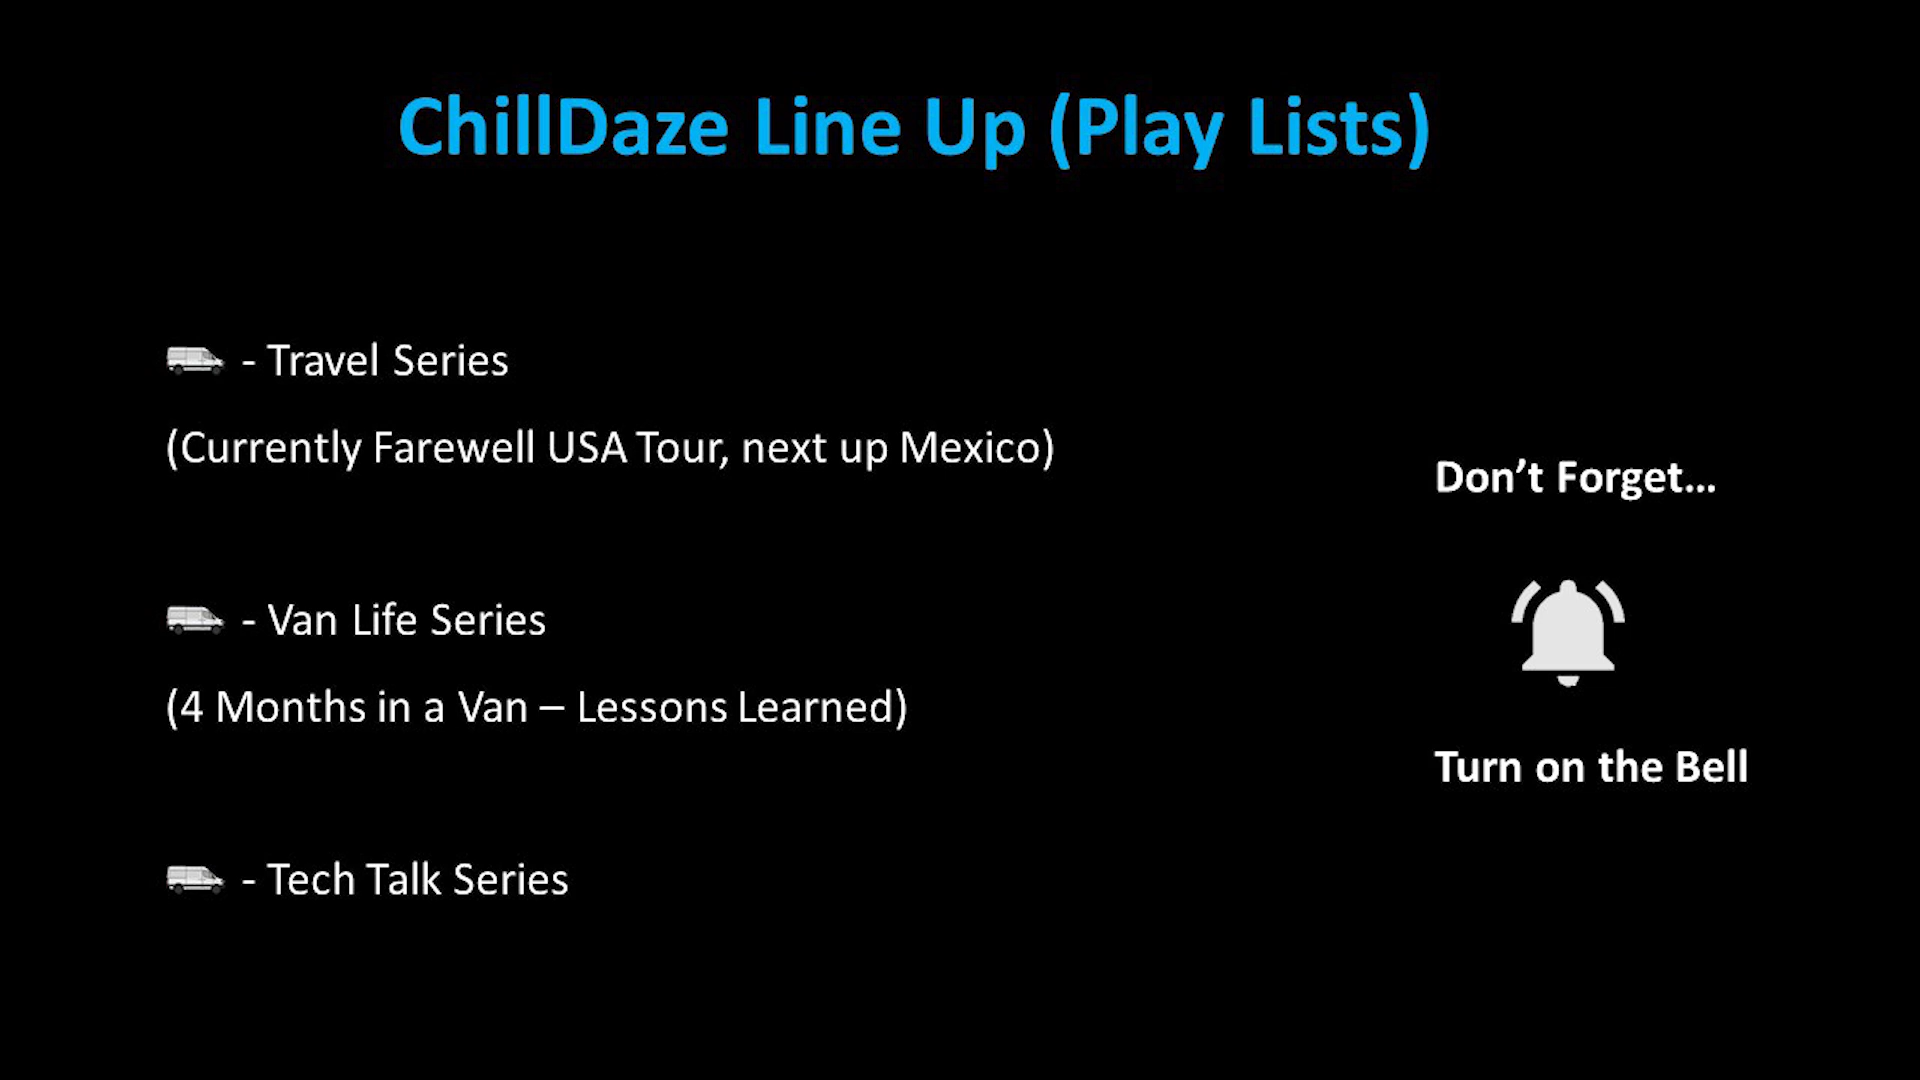 ChillDaze Line Up (Play Lists)
- Travel Series
(Currently Farewell USA Tour, next up Mexico)
- Van Life Series
(4 Months in a Van – Lessons Learned)
- Tech Talk Series
Don’t Forget...
Turn on the Bell